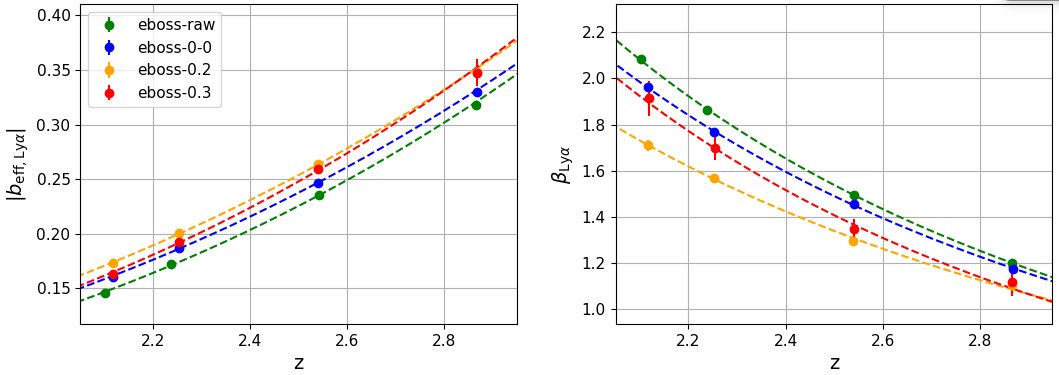 0.40
0.35
0.30
0.25
0.20
0.15
|b_eff, Lyα|
eboss-raw
eboss-0-0
eboss-0.2
eboss-0.3
2.2
2.4
2.6
2.8
z
2.2
2.0
1.8
1.6
1.4
1.2
1.0
β_Lyα
2.2
2.4
2.6
2.8
z